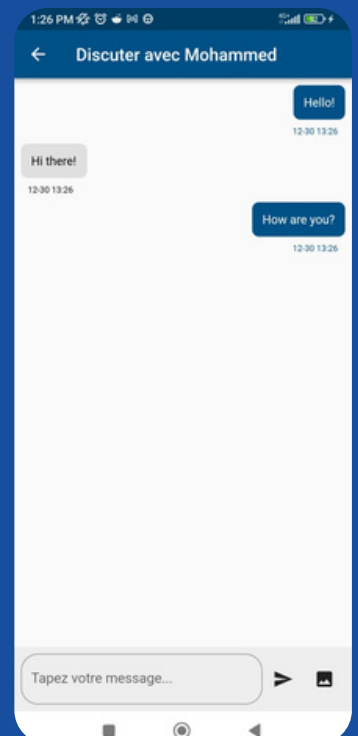 1:26 PM
Discuter avec Mohammed
Hello!
12-30 13:26
Hi there!
12-30 13:26
How are you?
12-30 13:26
Tapez votre message...